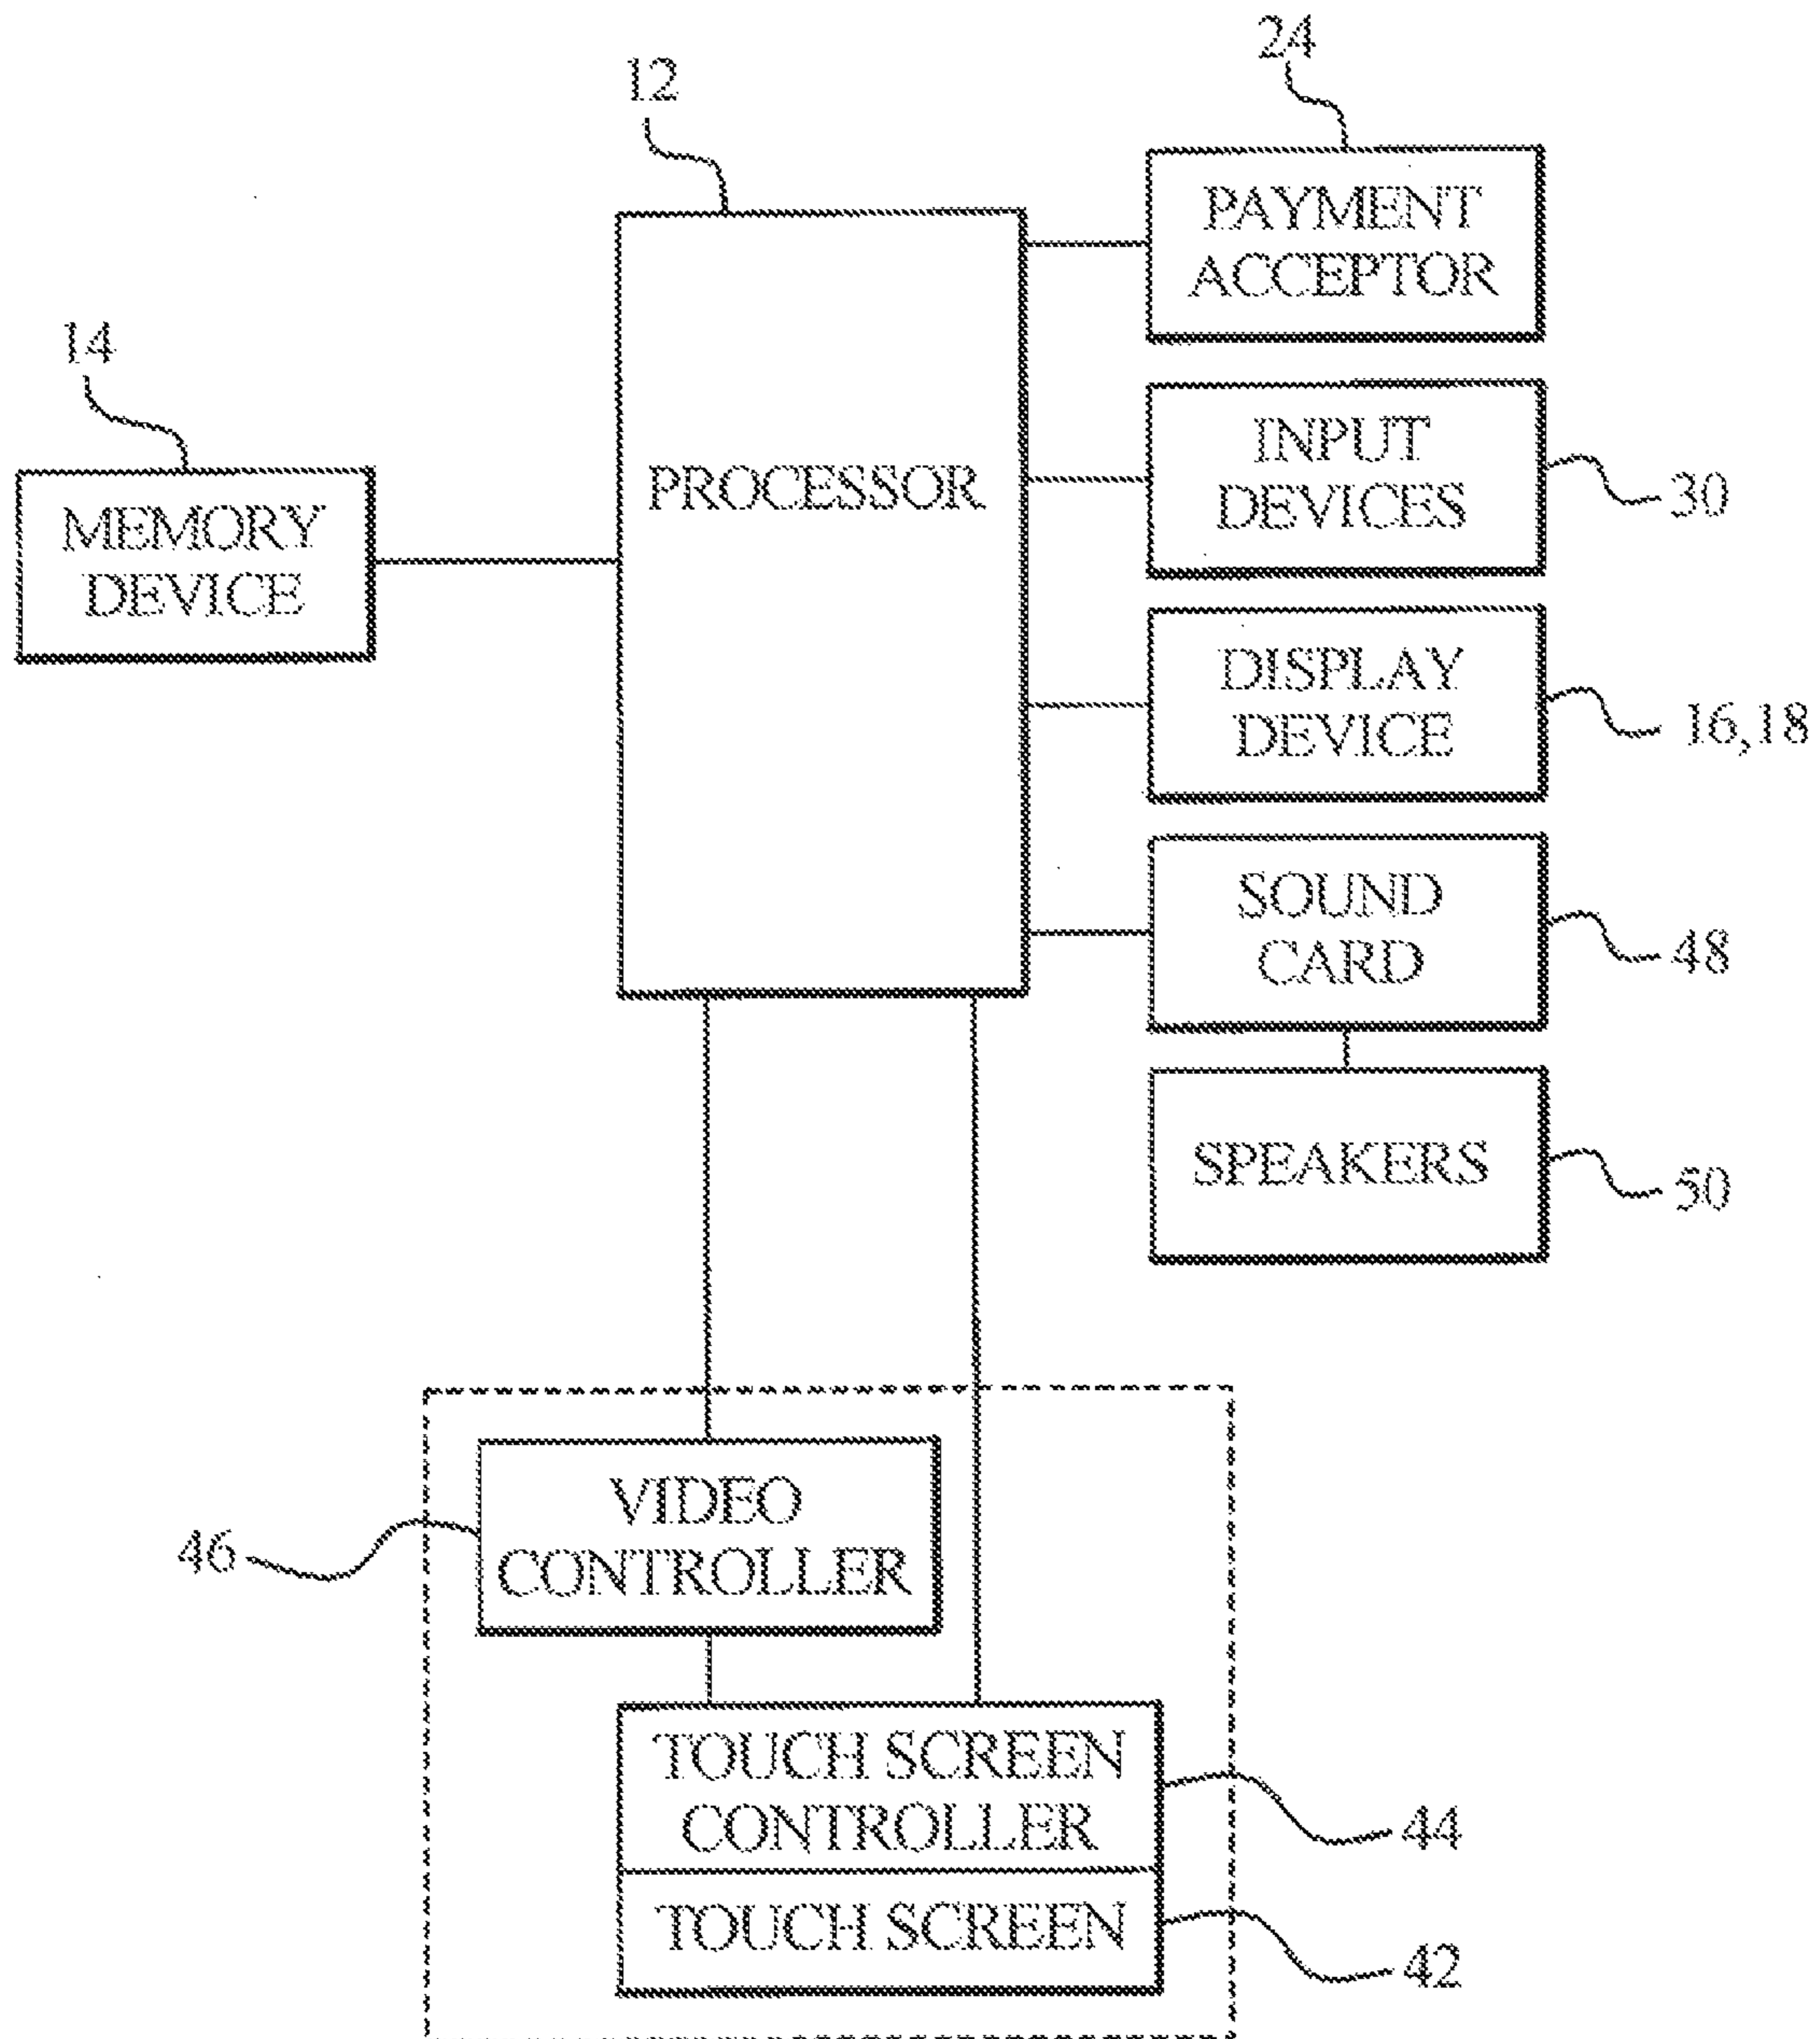 24
12
PAYMENT
ACCEPTOR
14
INPUT
DEVICES
30
PROCESSOR
MEMORY
DEVICE
DISPLAY
DEVICE
16,18
SOUND
CARD
48
SPEAKERS
50
VIDEO
CONTROLLER
46
TOUCH SCREEN
CONTROLLER
44
TOUCH SCREEN
42